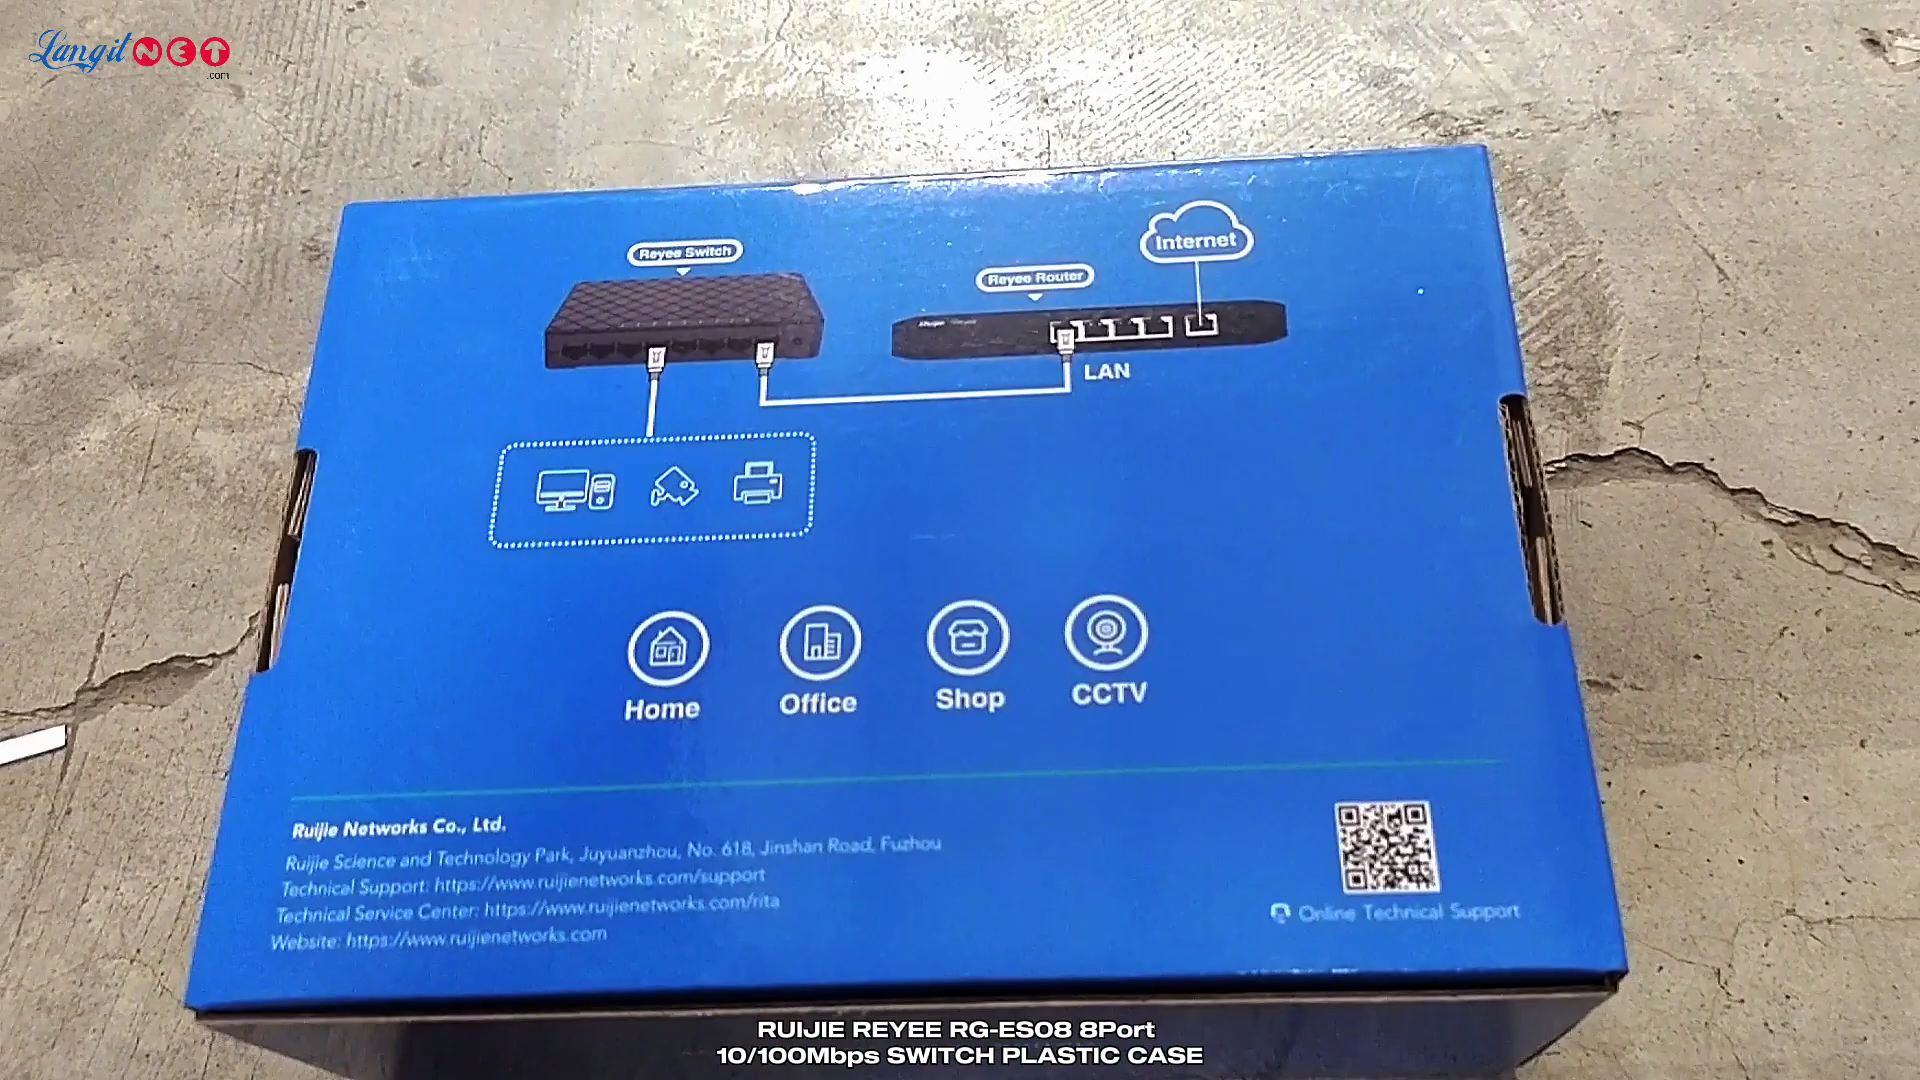 LangitNET
.com
Reyee Switch
Internet
Reyee Router
LAN
Home
Office
Shop
CCTV
Ruijie Networks Co., Ltd.
Ruijie Science and Technology Park, Juyuanzhou, No. 618, Jinshan Road, Fuzhou
Technical Support: https://www.ruijienetworks.com/support
Technical Service Center: https://www.ruijienetworks.com/rita
Website: https://www.ruijienetworks.com
Online Technical Support
RUIJIE REYEE RG-ES08 8Port
10/100Mbps SWITCH PLASTIC CASE